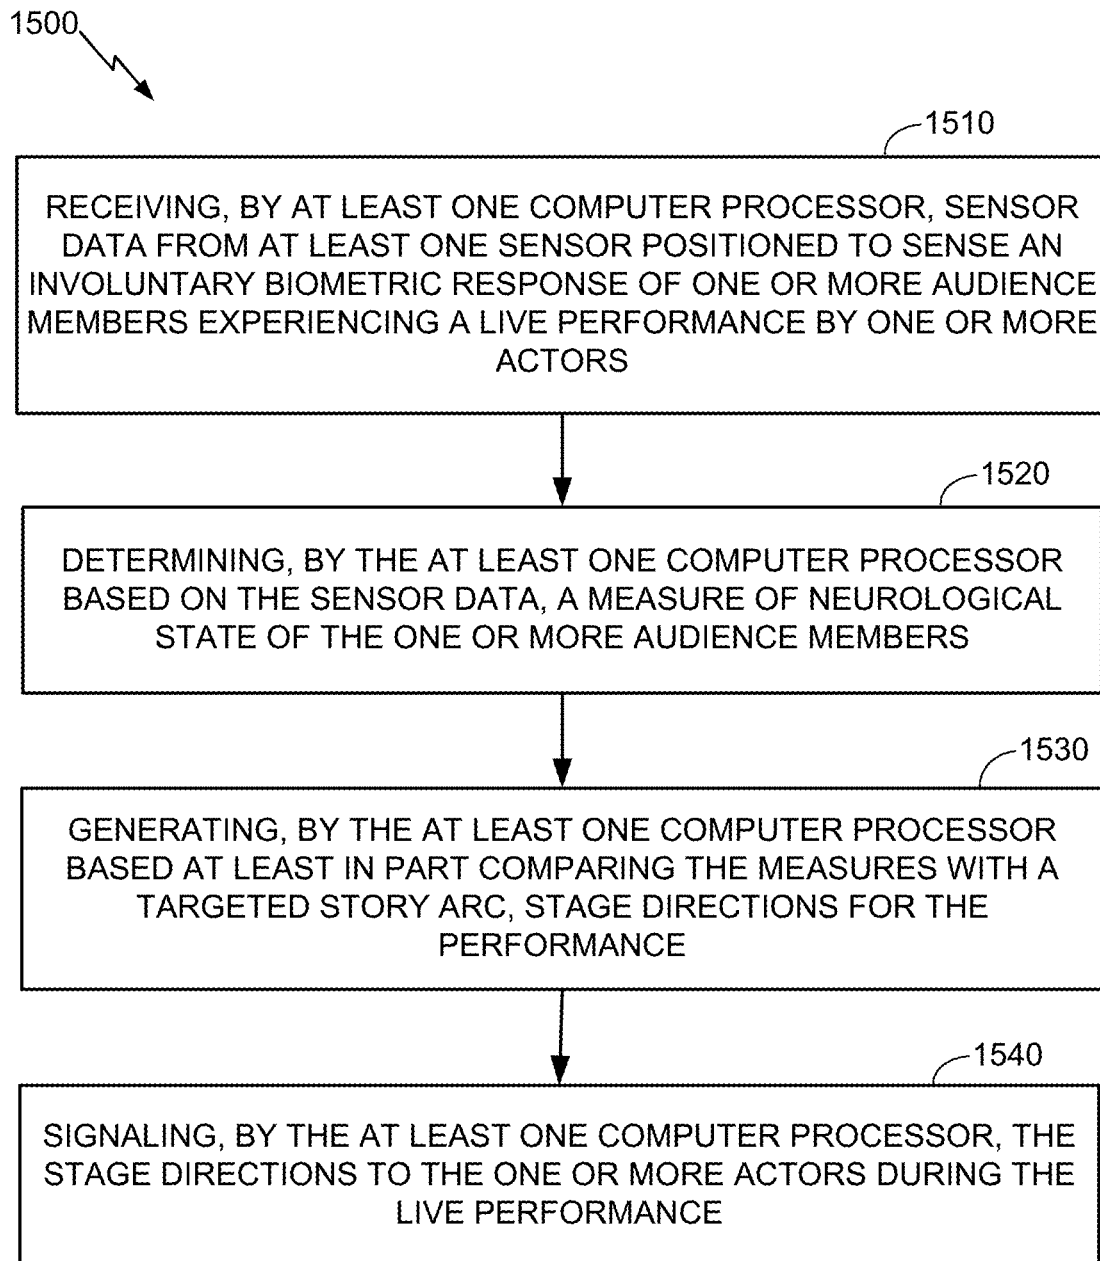 1500
1510
RECEIVING, BY AT LEAST ONE COMPUTER PROCESSOR, SENSOR
DATA FROM AT LEAST ONE SENSOR POSITIONED TO SENSE AN
INVOLUNTARY BIOMETRIC RESPONSE OF ONE OR MORE AUDIENCE
MEMBERS EXPERIENCING A LIVE PERFORMANCE BY ONE OR MORE
ACTORS
1520
DETERMINING, BY THE AT LEAST ONE COMPUTER PROCESSOR
BASED ON THE SENSOR DATA, A MEASURE OF NEUROLOGICAL
STATE OF THE ONE OR MORE AUDIENCE MEMBERS
1530
GENERATING, BY THE AT LEAST ONE COMPUTER PROCESSOR
BASED AT LEAST IN PART COMPARING THE MEASURES WITH A
TARGETED STORY ARC, STAGE DIRECTIONS FOR THE
PERFORMANCE
1540
SIGNALING, BY THE AT LEAST ONE COMPUTER PROCESSOR, THE
STAGE DIRECTIONS TO THE ONE OR MORE ACTORS DURING THE
LIVE PERFORMANCE